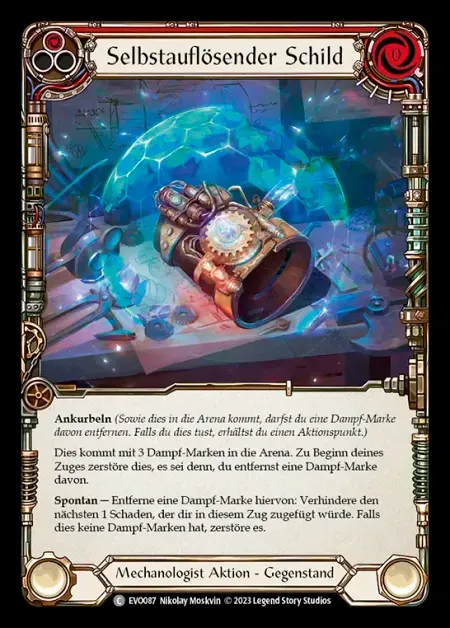 Selbstauflösender Schild
0
Ankurbeln (Sowie dies in die Arena kommt, darfst du eine Dampf-Marke
davon entfernen. Falls du dies tust, erhältst du einen Aktionspunkt.)
Dies kommt mit 3 Dampf-Marken in die Arena. Zu Beginn deines
Zuges zerstöre dies, es sei denn, du entfernst eine Dampf-Marke
davon.
Spontan — Entferne eine Dampf-Marke hiervon: Verhindere den
nächsten 1 Schaden, der dir in diesem Zug zugefügt würde. Falls
dies keine Dampf-Marken hat, zerstöre es.
Mechanologist Aktion - Gegenstand
C EVO087 Nikolay Moskvin © 2023 Legend Story Studios